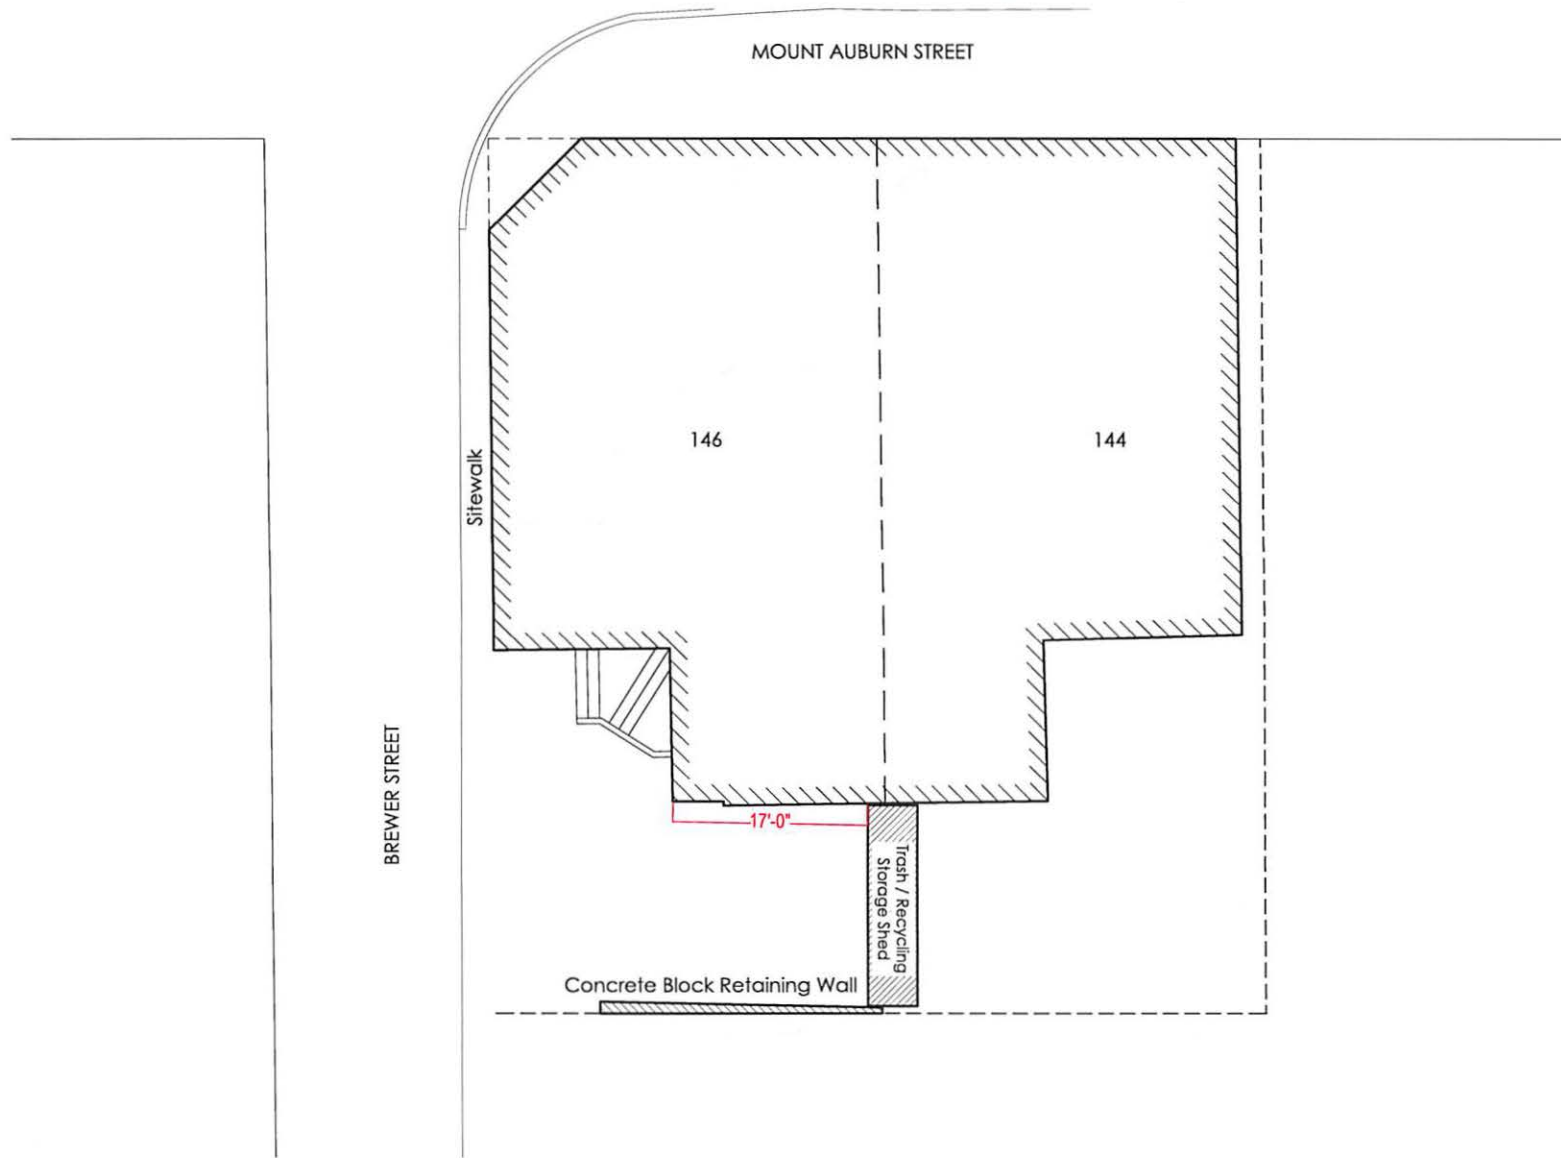 MOUNT AUBURN STREET
146
144
Sitewalk
BREWER STREET
17'-0"
Trash / Recycling
Storage Shed
Concrete Block Retaining Wall